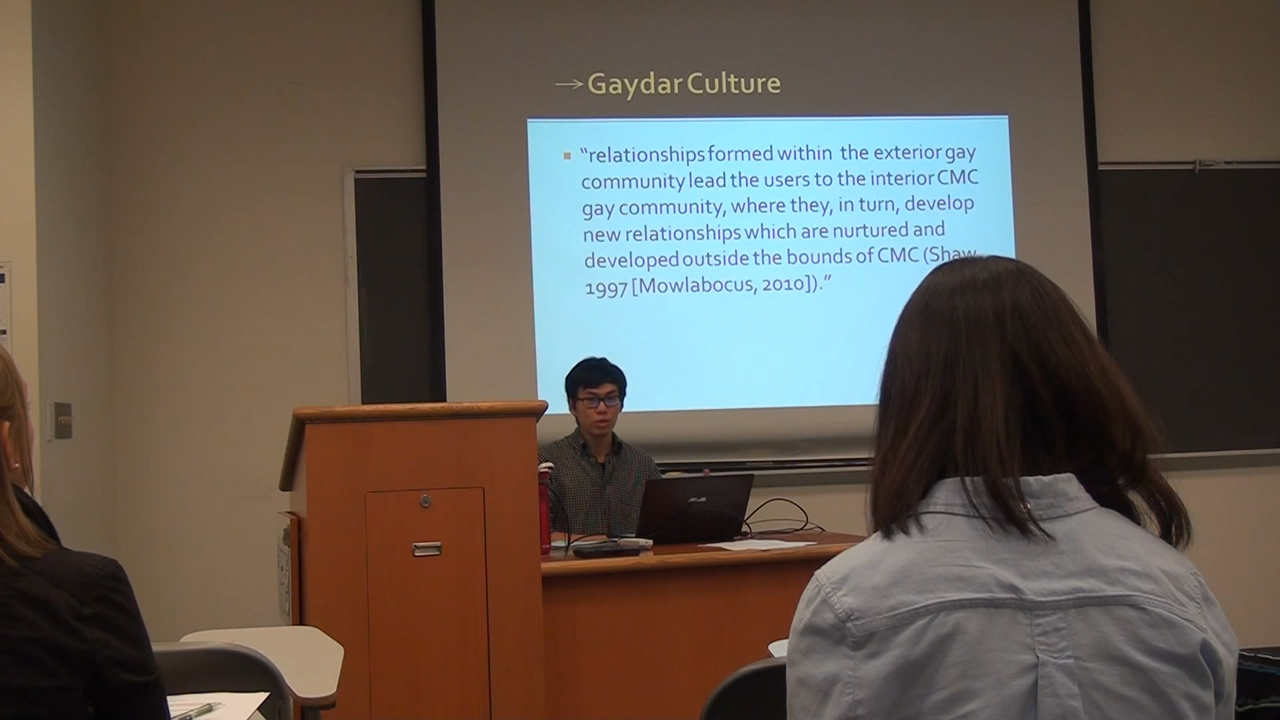 →Gaydar Culture
“relationships formed within the exterior gay
community lead the users to the interior CMC
gay community, where they, in turn, develop
new relationships which are nurtured and
developed outside the bounds of CMC (Shaw
1997 [Mowlabocus, 2010]).”
ASUS